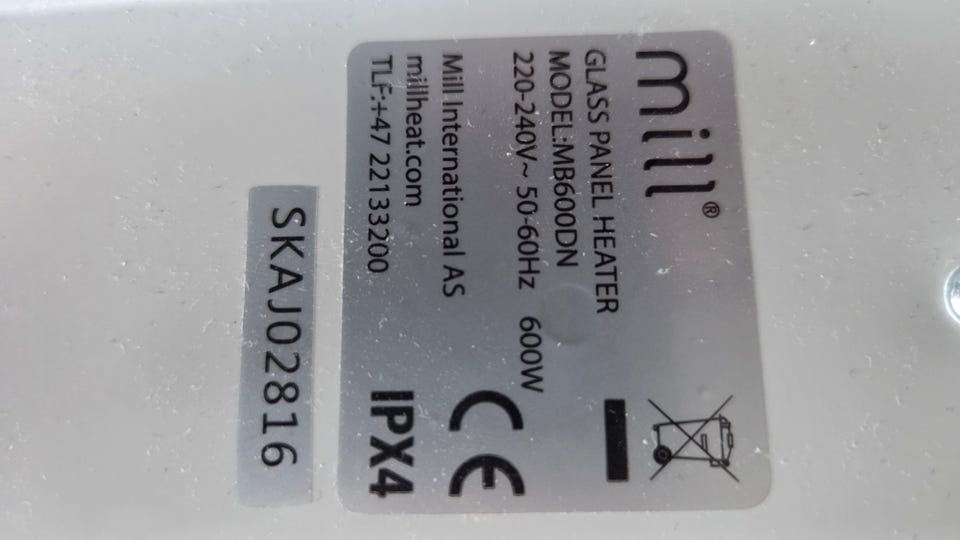 mill®
GLASS PANEL HEATER
MODEL:MB600DN
220-240V~ 50-60Hz 600W
Mill International AS
millheat.com
TLF:+47 22133200
CE
IPX4
SKAJ02816